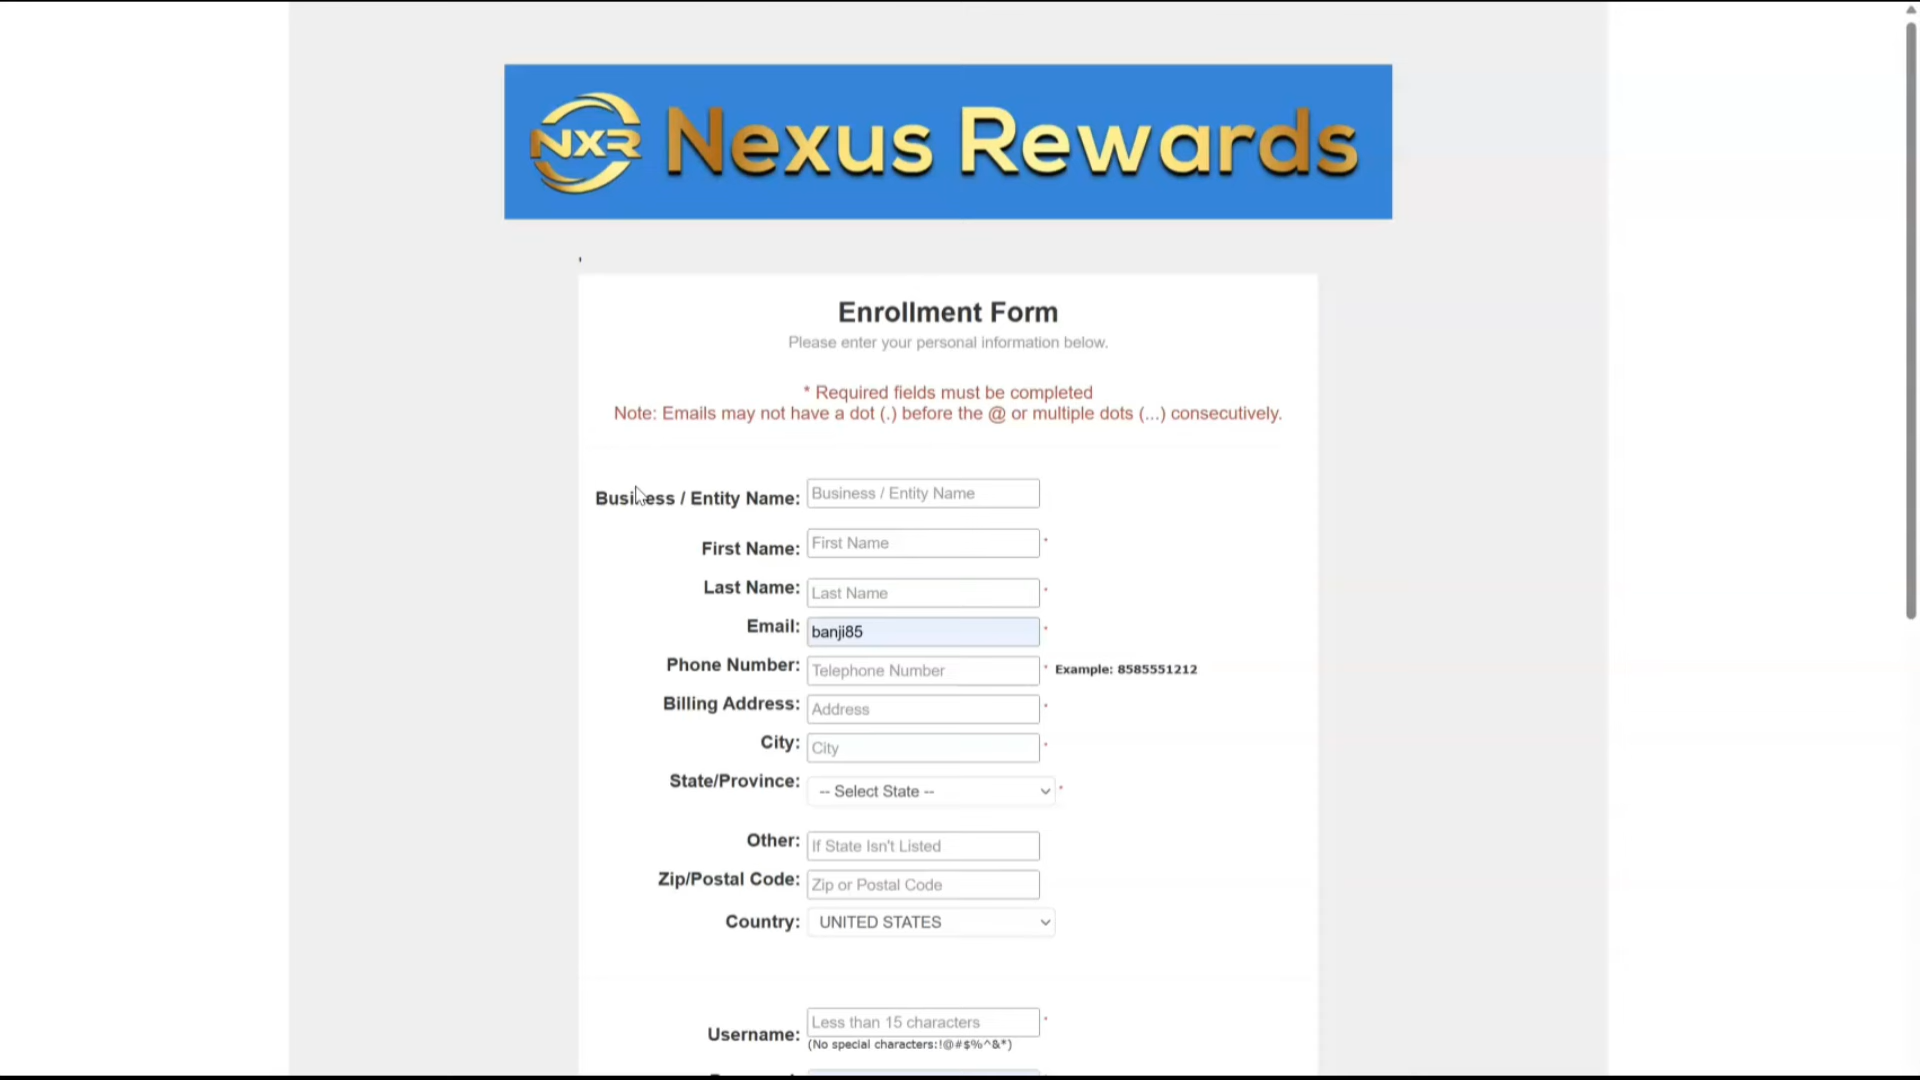 NXR Nexus Rewards
,
Enrollment Form
Please enter your personal information below.
* Required fields must be completed
Note: Emails may not have a dot (.) before the @ or multiple dots (...) consecutively.
Business / Entity Name: Business / Entity Name
First Name: First Name *
Last Name: Last Name *
Email: banji85 *
Phone Number: Telephone Number * Example: 8585551212
Billing Address: Address *
City: City *
State/Province: -- Select State -- *
Other: If State Isn't Listed
Zip/Postal Code: Zip or Postal Code
Country: UNITED STATES
Username: Less than 15 characters *
(No special characters:!@#$%^&*)